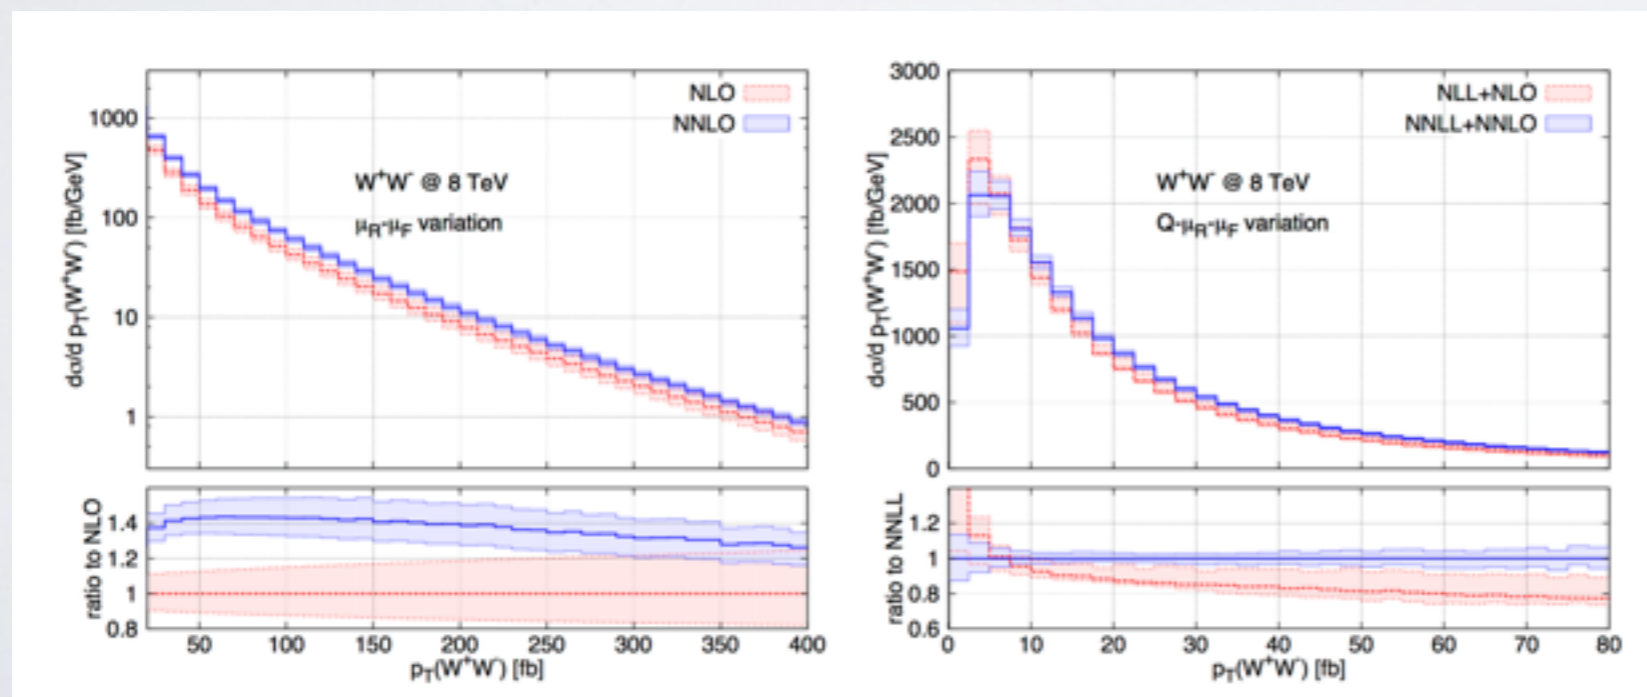 NLO
NNLO
W⁺W⁻ @ 8 TeV
μR-μF variation
dσ/d pT(W⁺W⁻) [fb/GeV]
1000
100
10
1
ratio to NLO
1.4
1.2
1
0.8
50 100 150 200 250 300 350 400
pT(W⁺W⁻) [fb]
NLL+NLO
NNLL+NNLO
W⁺W⁻ @ 8 TeV
Q-μR-μF variation
dσ/d pT(W⁺W⁻) [fb/GeV]
3000
2500
2000
1500
1000
500
0
ratio to NNLL
1.2
1
0.8
0.6
0 10 20 30 40 50 60 70 80
pT(W⁺W⁻) [fb]